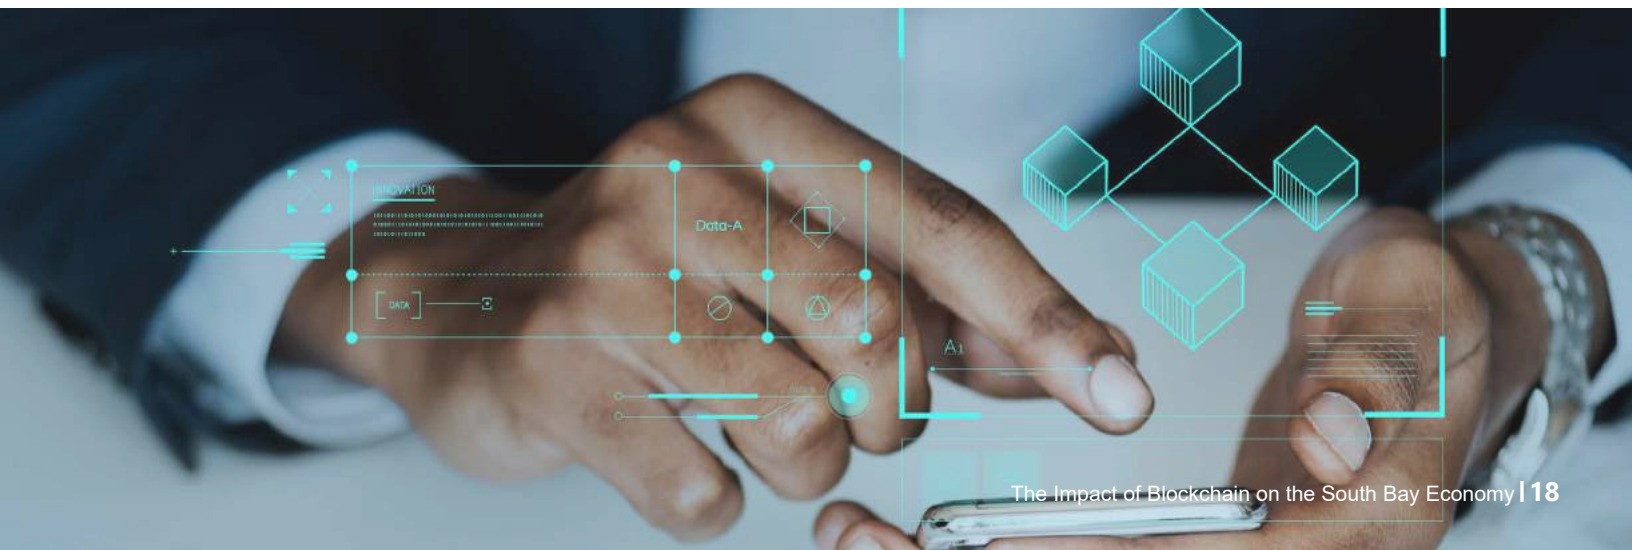 INNOVATION
Data-A
DATA
A1
The Impact of Blockchain on the South Bay Economy | 18